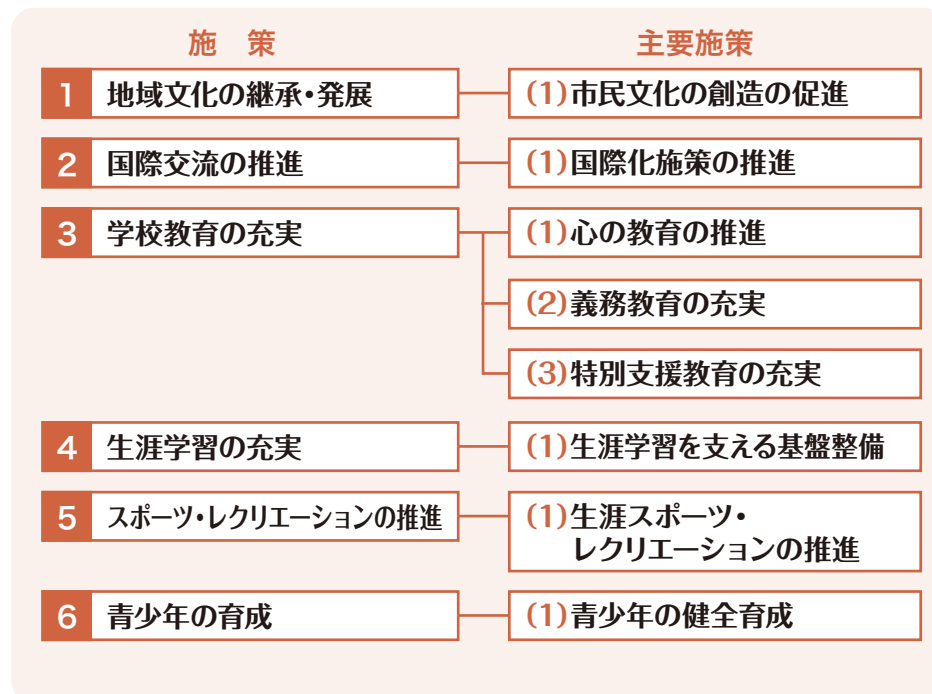 施　策
主要施策
1 地域文化の継承・発展
(1)市民文化の創造の促進
2 国際交流の推進
(1)国際化施策の推進
3 学校教育の充実
(1)心の教育の推進
(2)義務教育の充実
(3)特別支援教育の充実
4 生涯学習の充実
(1)生涯学習を支える基盤整備
5 スポーツ・レクリエーションの推進
(1)生涯スポーツ・
レクリエーションの推進
6 青少年の育成
(1)青少年の健全育成